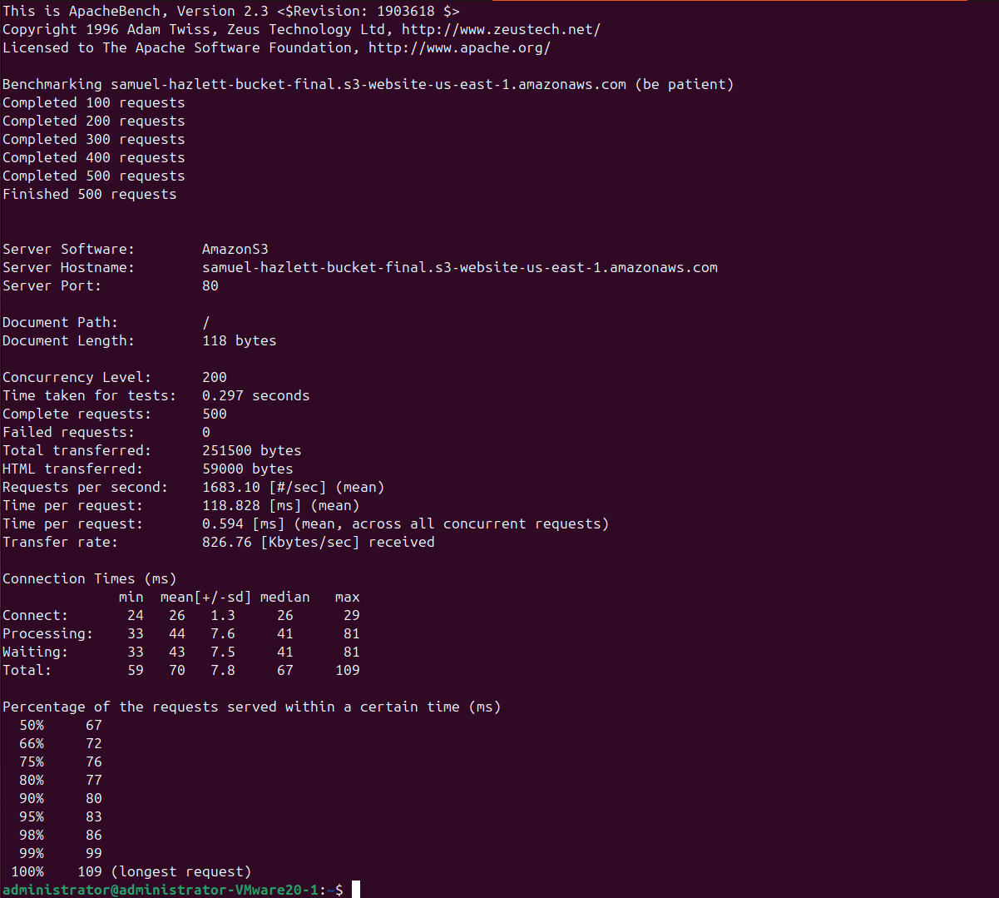 This is ApacheBench, Version 2.3 <$Revision: 1903618 $>
Copyright 1996 Adam Twiss, Zeus Technology Ltd, http://www.zeustech.net/
Licensed to The Apache Software Foundation, http://www.apache.org/

Benchmarking samuel-hazlett-bucket-final.s3-website-us-east-1.amazonaws.com (be patient)
Completed 100 requests
Completed 200 requests
Completed 300 requests
Completed 400 requests
Completed 500 requests
Finished 500 requests


Server Software:        AmazonS3
Server Hostname:        samuel-hazlett-bucket-final.s3-website-us-east-1.amazonaws.com
Server Port:            80

Document Path:          /
Document Length:        118 bytes

Concurrency Level:      200
Time taken for tests:   0.297 seconds
Complete requests:      500
Failed requests:        0
Total transferred:      251500 bytes
HTML transferred:       59000 bytes
Requests per second:    1683.10 [#/sec] (mean)
Time per request:       118.828 [ms] (mean)
Time per request:       0.594 [ms] (mean, across all concurrent requests)
Transfer rate:          826.76 [Kbytes/sec] received

Connection Times (ms)
              min  mean[+/-sd] median   max
Connect:       24   26   1.3     26      29
Processing:    33   44   7.6     41      81
Waiting:       33   43   7.5     41      81
Total:         59   70   7.8     67     109

Percentage of the requests served within a certain time (ms)
  50%     67
  66%     72
  75%     76
  80%     77
  90%     80
  95%     83
  98%     86
  99%     99
 100%    109 (longest request)
administrator@administrator-VMware20-1:~$